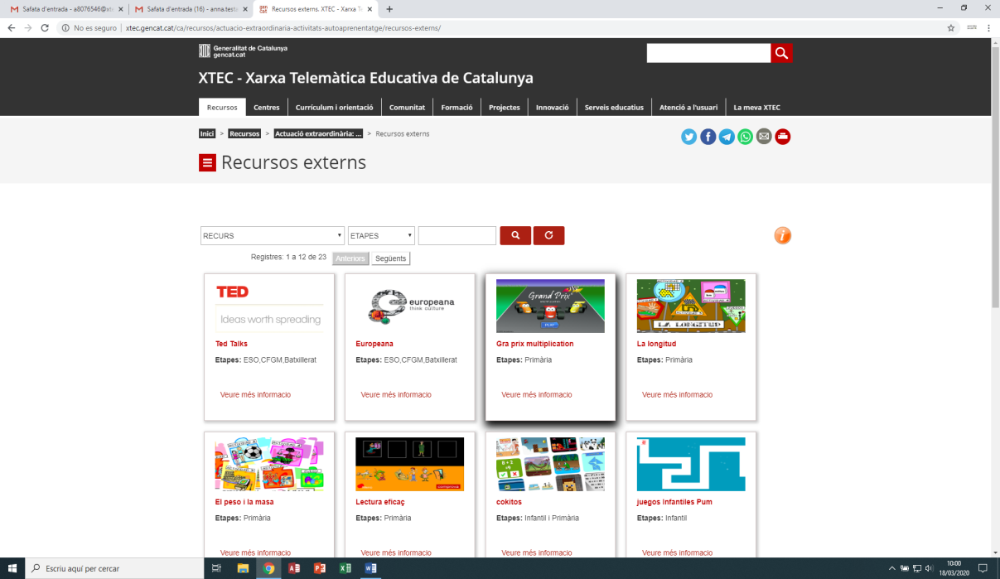 Safata d'entrada - a8076546@xtec
Safata d'entrada (16) - anna.testa
Recursos externs. XTEC - Xarxa Te
No es seguro | xtec.gencat.cat/ca/recursos/actuacio-extraordinaria-activitats-autoaprenentatge/recursos-externs/
Generalitat de Catalunya
gencat.cat
XTEC - Xarxa Telemàtica Educativa de Catalunya
Recursos Centres Currículum i orientació Comunitat Formació Projectes Innovació Serveis educatius Atenció a l'usuari La meva XTEC
Inici > Recursos > Actuació extraordinària: ... > Recursos externs
Recursos externs
RECURS ETAPES
Registres: 1 a 12 de 23 Anteriors Següents
TED
Ideas worth spreading
Ted Talks
Etapes: ESO,CFGM,Batxillerat
Veure més informacio
europeana
think culture
Europeana
Etapes: ESO,CFGM,Batxillerat
Veure més informacio
Grand Prix
PLAY
Gra prix multiplication
Etapes: Primària
Veure més informacio
LA LONGITUD
La longitud
Etapes: Primària
Veure més informacio
El peso i la masa
Etapes: Primària
Veure més informacio
Lectura eficaç
Etapes: Primària
Veure més informacio
cokitos
Etapes: Infantil i Primària
Veure més informacio
juegos Infantiles Pum
Etapes: Infantil
Veure més informacio
Escriu aquí per cercar
10:00
18/03/2020